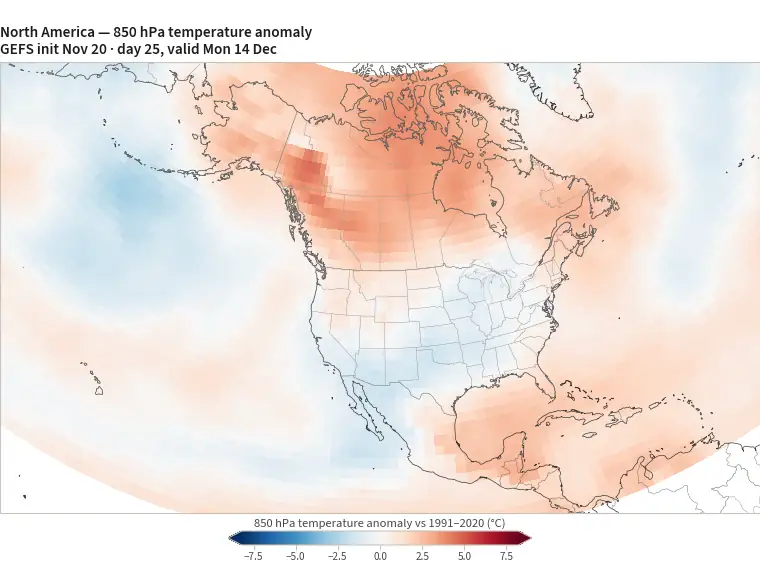 North America — 850 hPa temperature anomaly
GEFS init Nov 20 · day 25, valid Mon 14 Dec
850 hPa temperature anomaly vs 1991–2020 (°C)
−7.5 −5.0 −2.5 0.0 2.5 5.0 7.5